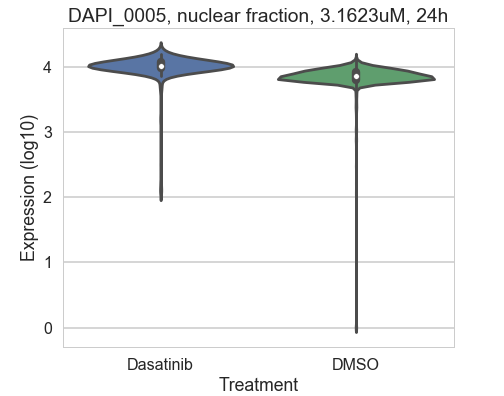 DAPI_0005, nuclear fraction, 3.1623uM, 24h
Expression (log10)
4
3
2
1
0
Dasatinib
DMSO
Treatment